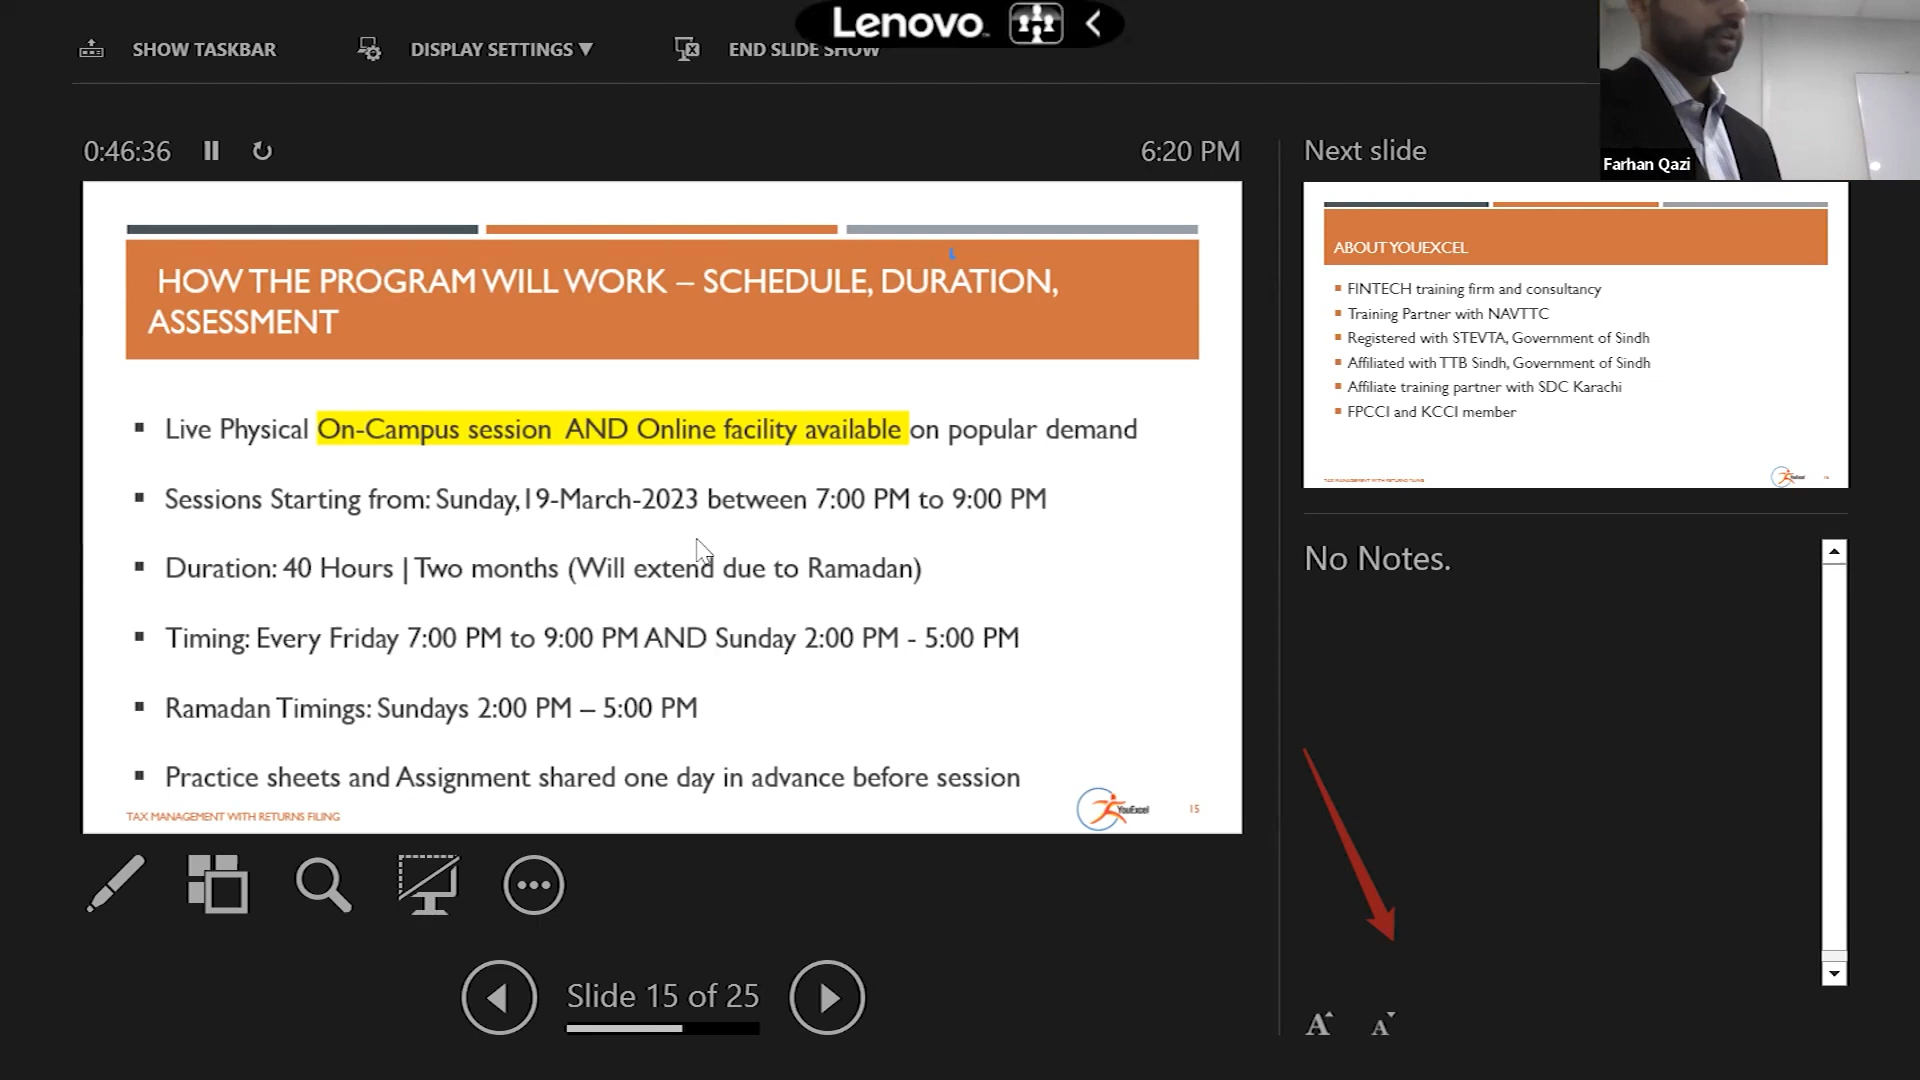 Lenovo
SHOW TASKBAR
DISPLAY SETTINGS ▼
END SLIDE SHOW
0:46:36
6:20 PM
HOW THE PROGRAM WILL WORK – SCHEDULE, DURATION,
ASSESSMENT
▪ Live Physical On-Campus session AND Online facility available on popular demand
▪ Sessions Starting from: Sunday,19-March-2023 between 7:00 PM to 9:00 PM
▪ Duration: 40 Hours | Two months (Will extend due to Ramadan)
▪ Timing: Every Friday 7:00 PM to 9:00 PM AND Sunday 2:00 PM - 5:00 PM
▪ Ramadan Timings: Sundays 2:00 PM – 5:00 PM
▪ Practice sheets and Assignment shared one day in advance before session
TAX MANAGEMENT WITH RETURNS FILING
YouExcel
15
Slide 15 of 25
Farhan Qazi
Next slide
ABOUT YOUEXCEL
▪ FINTECH training firm and consultancy
▪ Training Partner with NAVTTC
▪ Registered with STEVTA, Government of Sindh
▪ Affiliated with TTB Sindh, Government of Sindh
▪ Affiliate training partner with SDC Karachi
▪ FPCCI and KCCI member
TAX MANAGEMENT WITH RETURNS FILING
16
No Notes.
A A